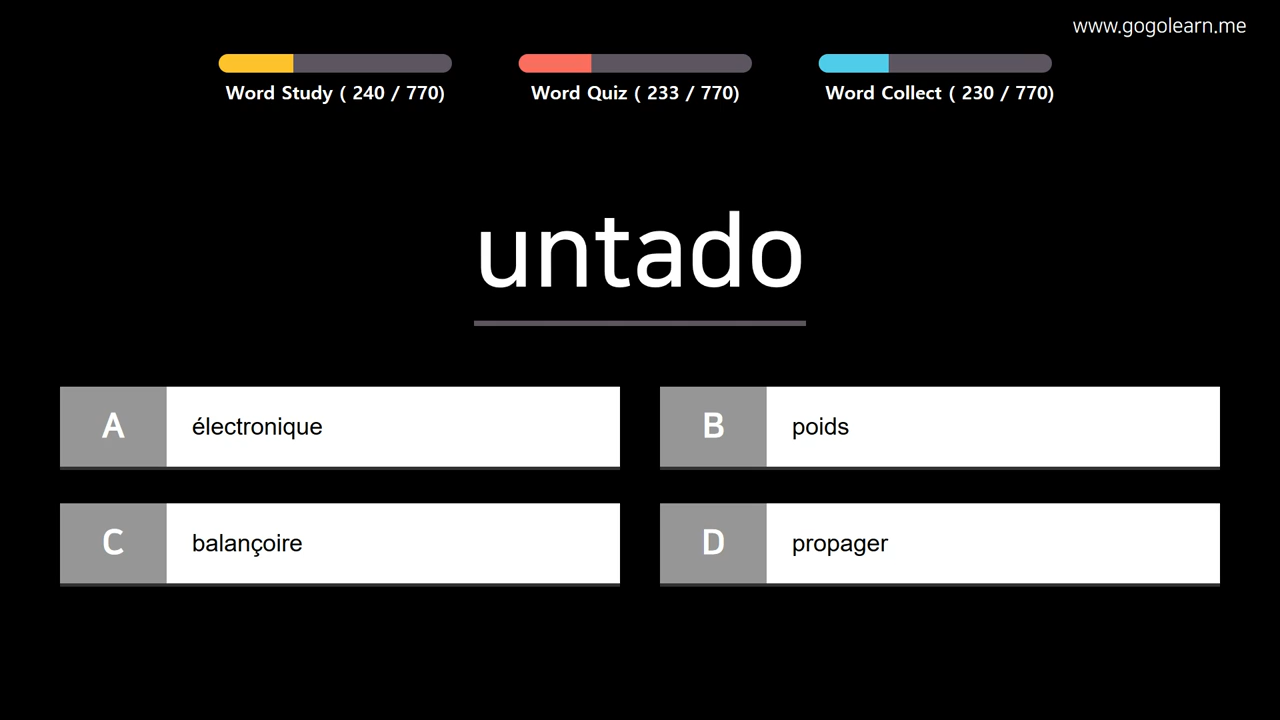 www.gogolearn.me
Word Study ( 240 / 770)
Word Quiz ( 233 / 770)
Word Collect ( 230 / 770)
untado
A électronique
B poids
C balançoire
D propager